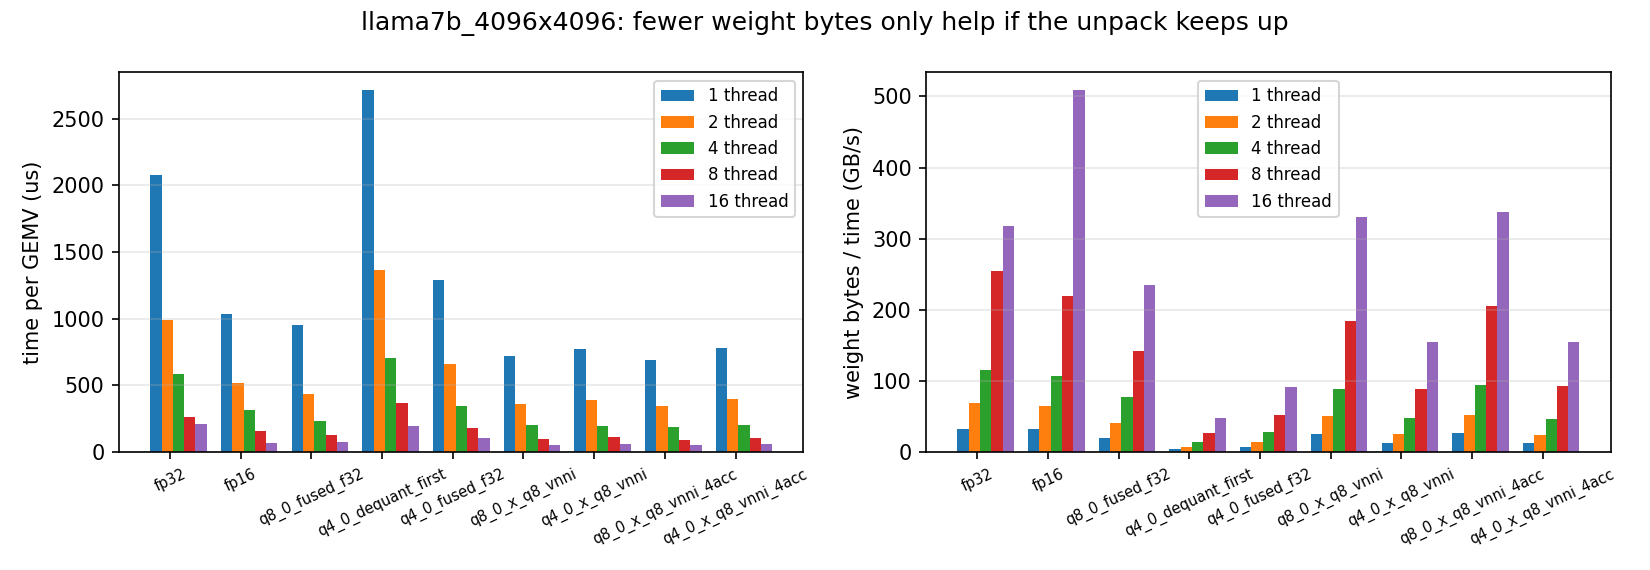 llama7b_4096x4096: fewer weight bytes only help if the unpack keeps up
time per GEMV (us)
2500
2000
1500
1000
500
0
1 thread
2 thread
4 thread
8 thread
16 thread
fp32
fp16
q8_0_fused_f32
q4_0_dequant_first
q4_0_fused_f32
q8_0_x_q8_vnni
q4_0_x_q8_vnni
q8_0_x_q8_vnni_4acc
q4_0_x_q8_vnni_4acc
weight bytes / time (GB/s)
500
400
300
200
100
0
1 thread
2 thread
4 thread
8 thread
16 thread
fp32
fp16
q8_0_fused_f32
q4_0_dequant_first
q4_0_fused_f32
q8_0_x_q8_vnni
q4_0_x_q8_vnni
q8_0_x_q8_vnni_4acc
q4_0_x_q8_vnni_4acc